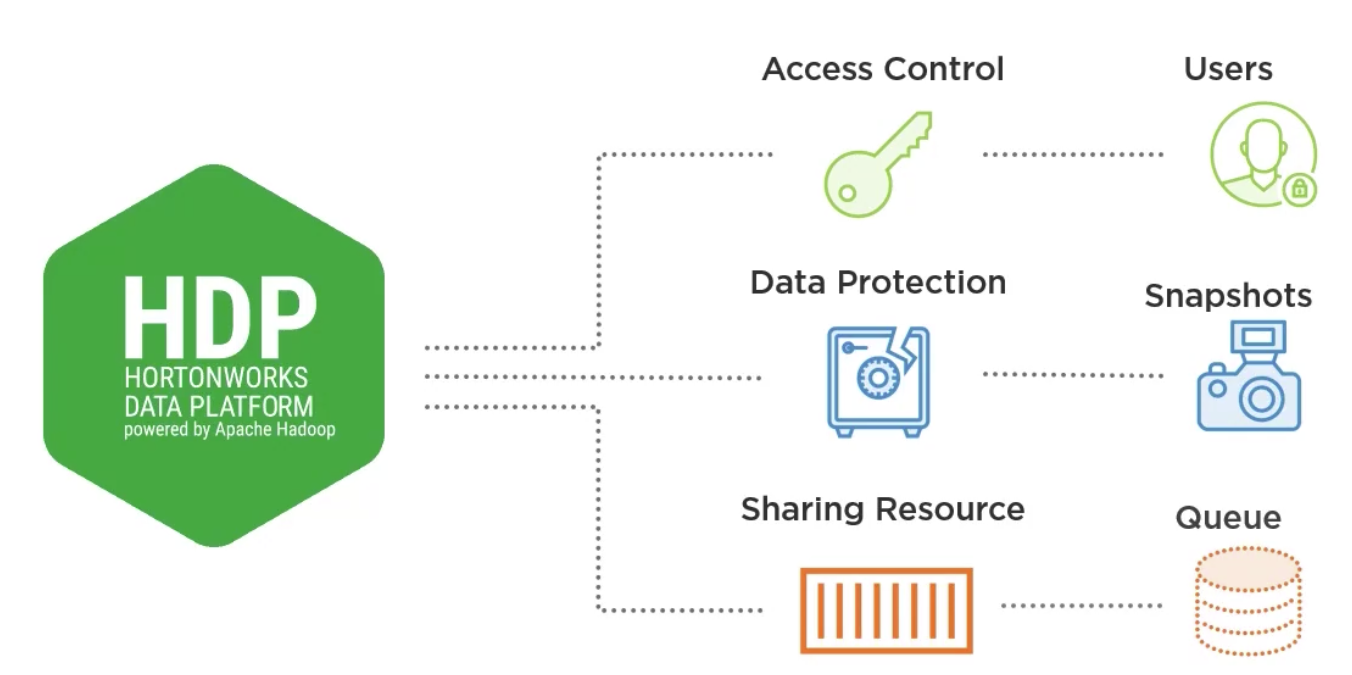 HDP
HORTONWORKS
DATA PLATFORM
powered by Apache Hadoop
Access Control
Users
Data Protection
Snapshots
Sharing Resource
Queue